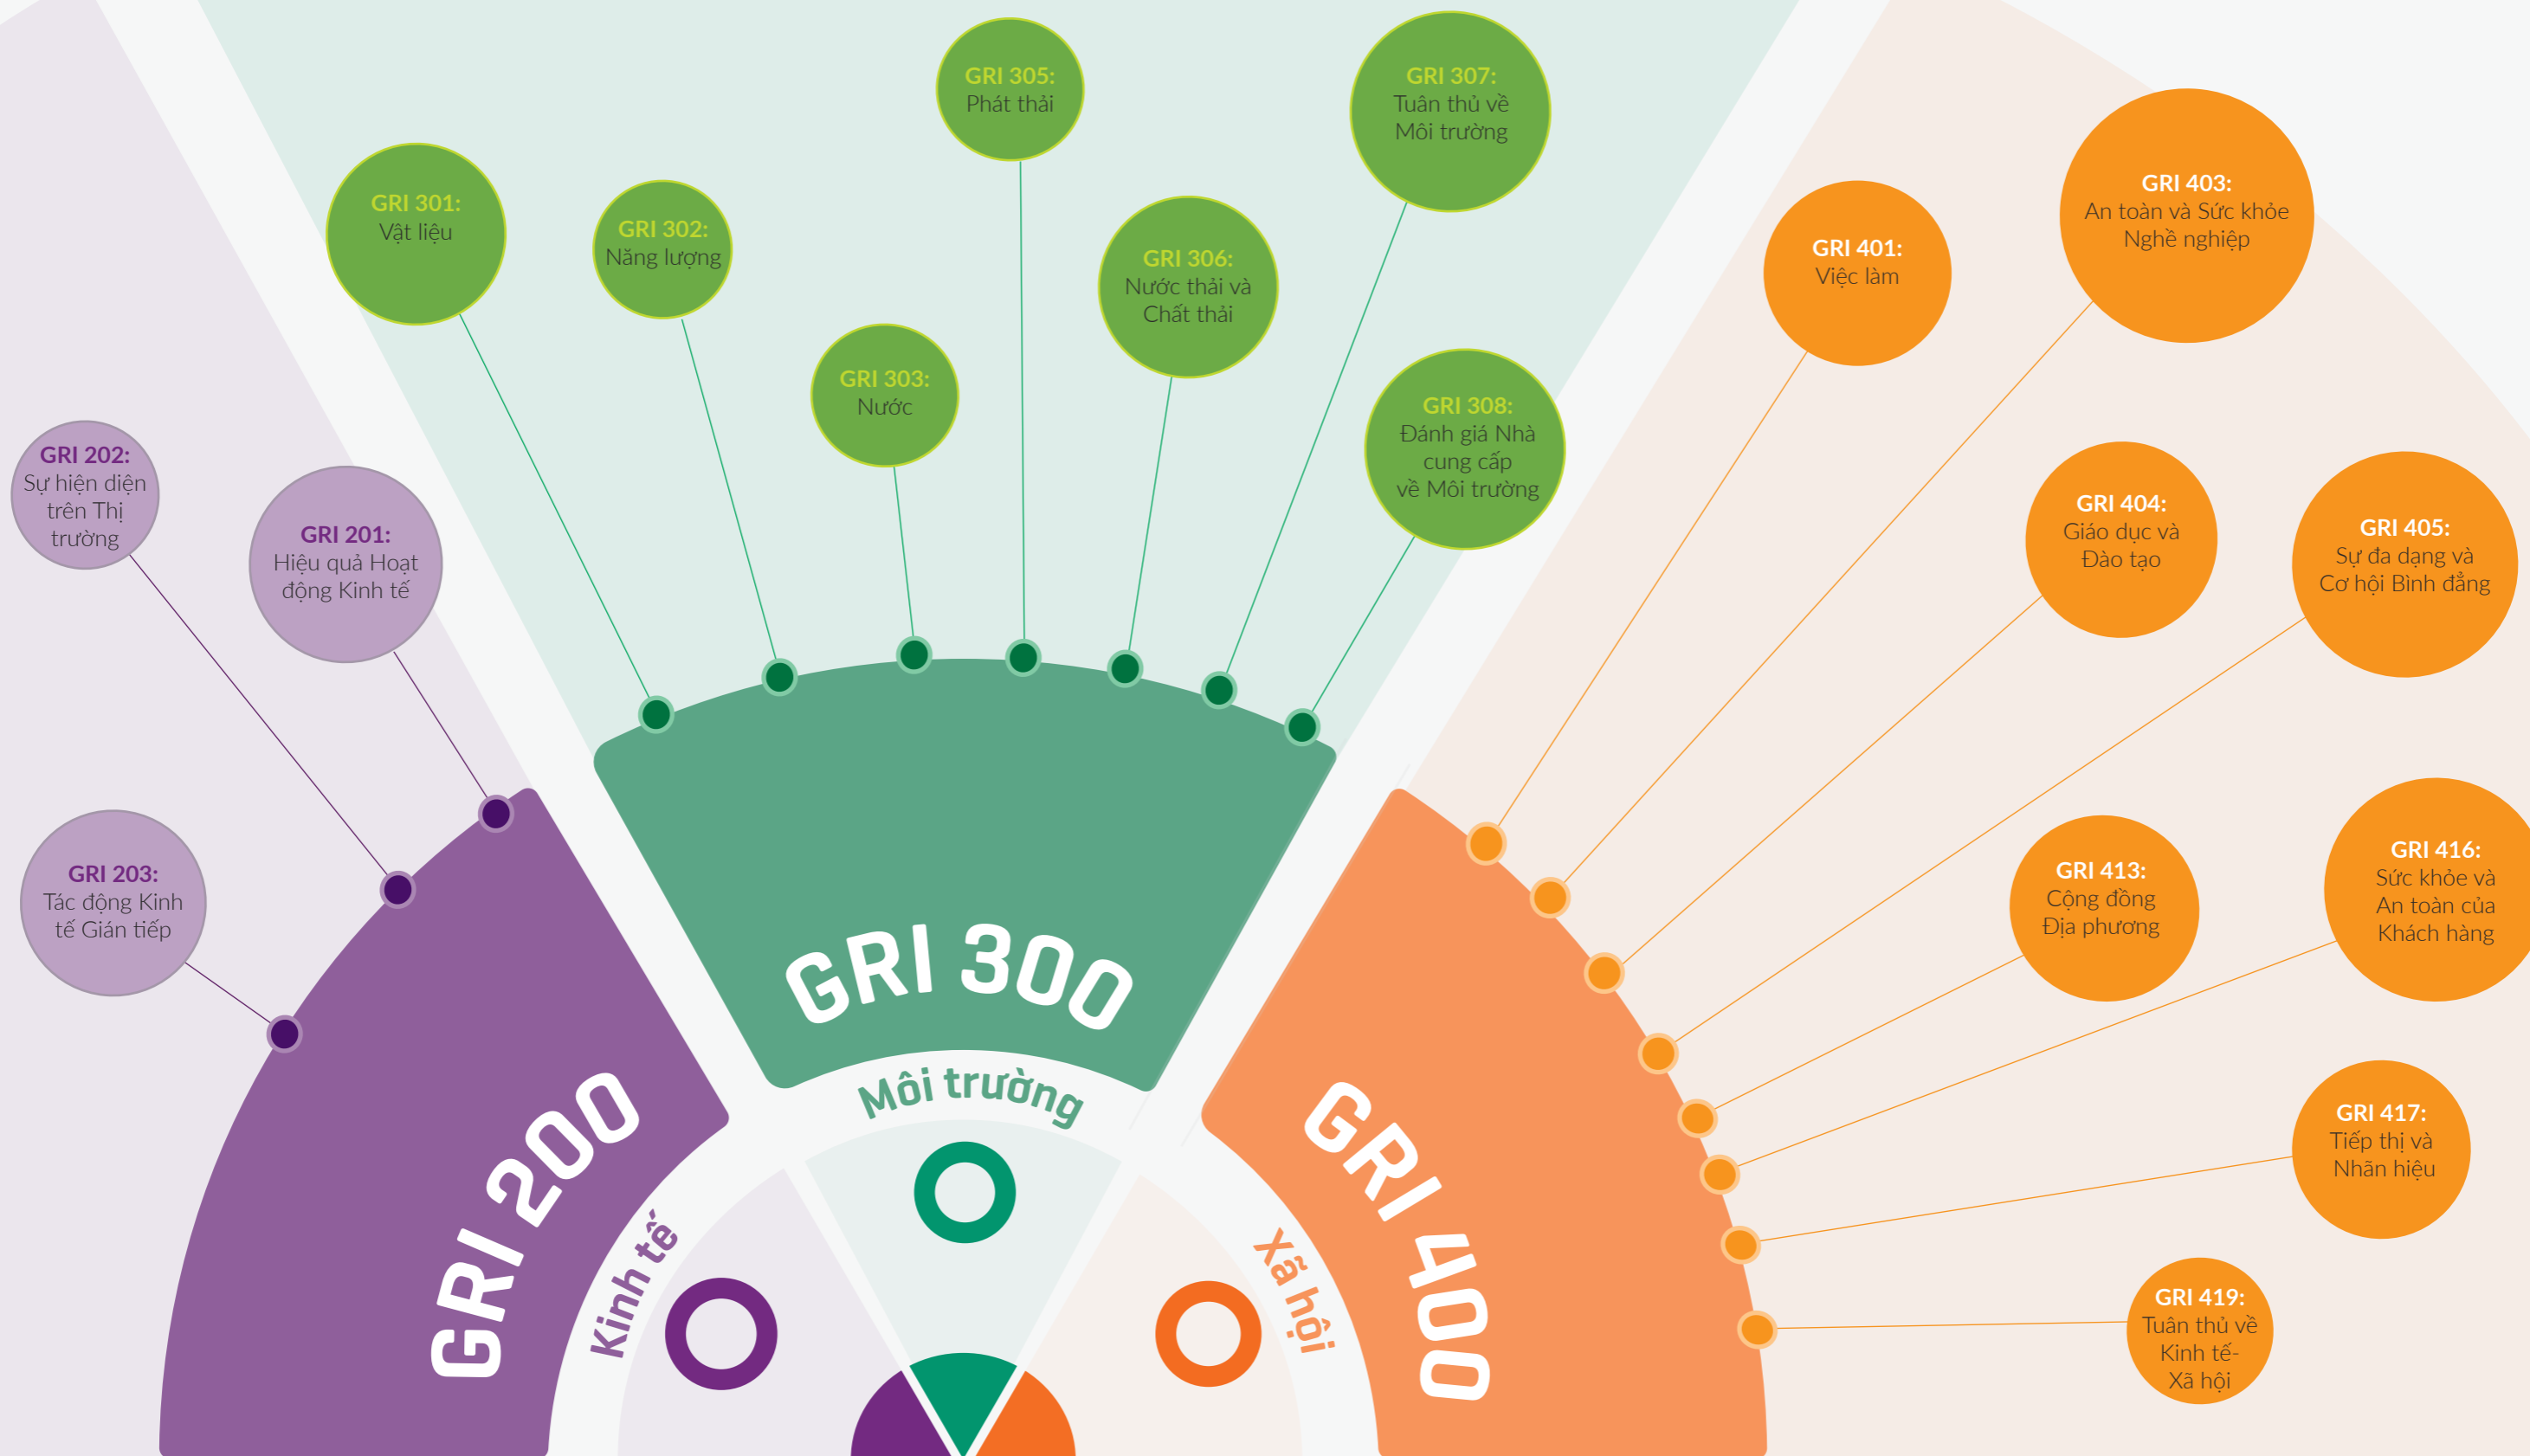 GRI 202:
Sự hiện diện
trên Thị
trường
GRI 201:
Hiệu quả Hoạt
động Kinh tế
GRI 203:
Tác động Kinh
tế Gián tiếp
GRI 200
Kinh tế
GRI 301:
Vật liệu
GRI 302:
Năng lượng
GRI 303:
Nước
GRI 305:
Phát thải
GRI 306:
Nước thải và
Chất thải
GRI 307:
Tuân thủ về
Môi trường
GRI 308:
Đánh giá Nhà
cung cấp
về Môi trường
GRI 300
Môi trường
GRI 401:
Việc làm
GRI 403:
An toàn và Sức khỏe
Nghề nghiệp
GRI 404:
Giáo dục và
Đào tạo
GRI 405:
Sự đa dạng và
Cơ hội Bình đẳng
GRI 413:
Cộng đồng
Địa phương
GRI 416:
Sức khỏe và
An toàn của
Khách hàng
GRI 417:
Tiếp thị và
Nhãn hiệu
GRI 419:
Tuân thủ về
Kinh tế-
Xã hội
GRI 400
Xã hội